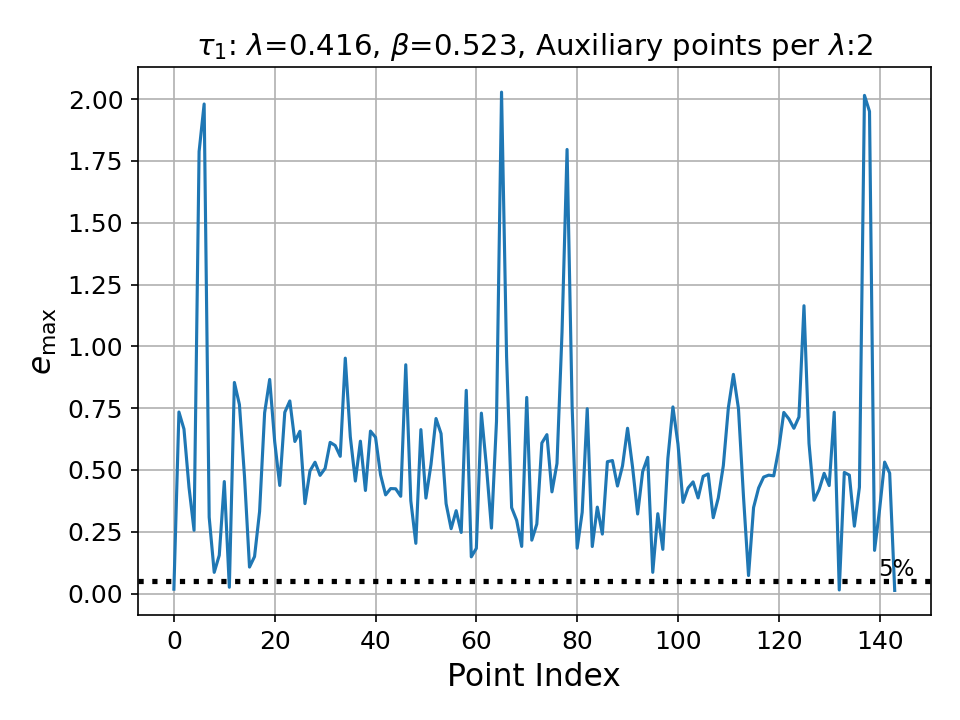 τ₁: λ=0.416, β=0.523, Auxiliary points per λ:2
2.00
1.75
1.50
1.25
1.00
0.75
0.50
0.25
0.00
e_max
5%
0 20 40 60 80 100 120 140
Point Index